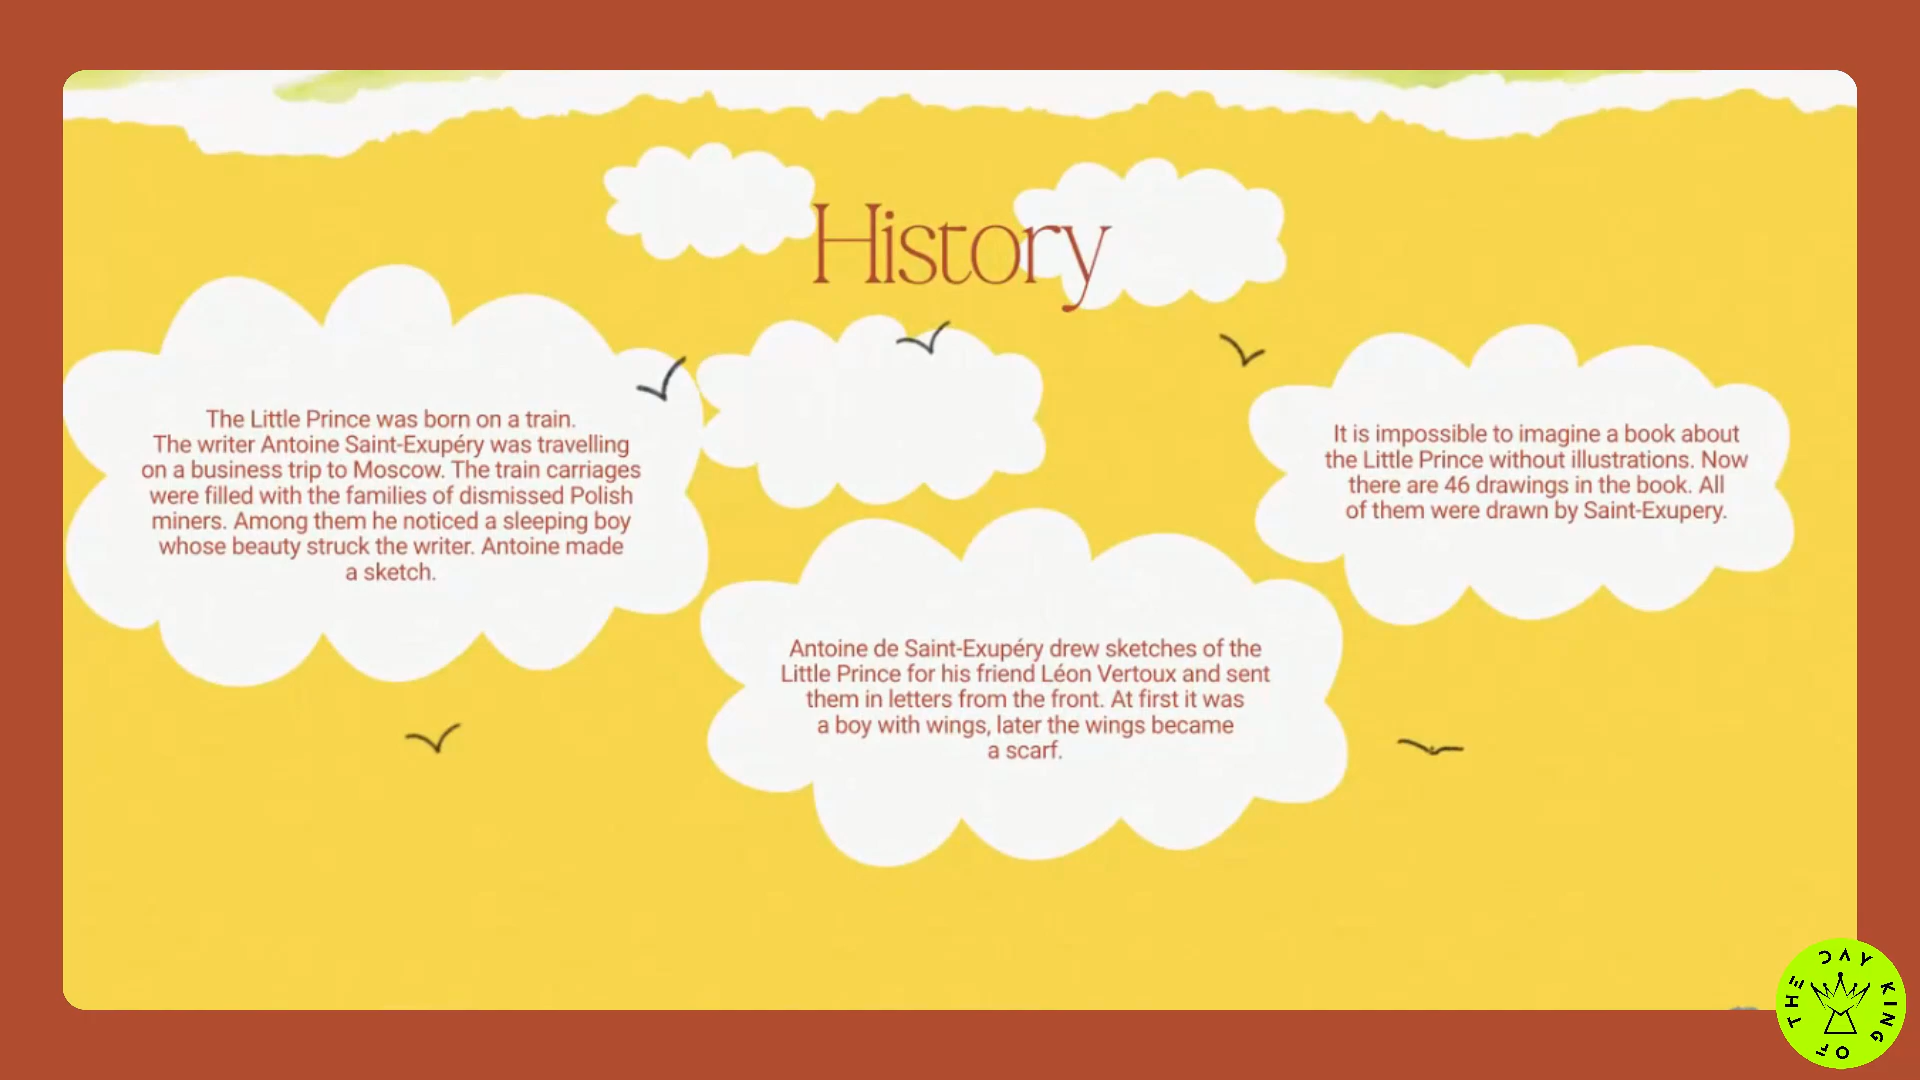 History
The Little Prince was born on a train.
The writer Antoine Saint-Exupéry was travelling
on a business trip to Moscow. The train carriages
were filled with the families of dismissed Polish
miners. Among them he noticed a sleeping boy
whose beauty struck the writer. Antoine made
a sketch.
Antoine de Saint-Exupéry drew sketches of the
Little Prince for his friend Léon Vertoux and sent
them in letters from the front. At first it was
a boy with wings, later the wings became
a scarf.
It is impossible to imagine a book about
the Little Prince without illustrations. Now
there are 46 drawings in the book. All
of them were drawn by Saint-Exupery.
KING OF THE DAY